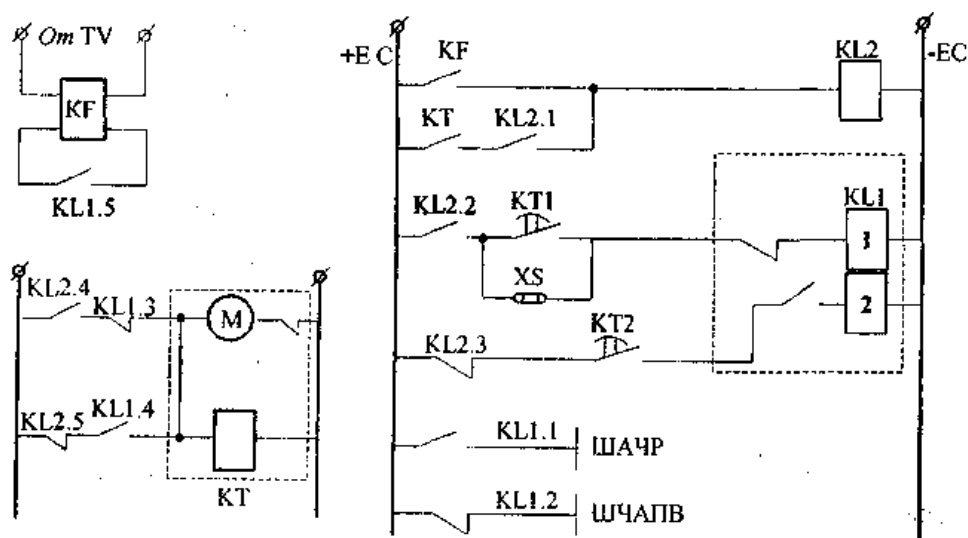 От TV
KF
KL1.5
KL2.4
KL1.3
M
KL2.5
KL1.4
KT
+E C
-EC
KF
KL2
KT
KL2.1
KL2.2
KT1
KL1
1
XS
2
KL2.3
KT2
KL1.1
ШАЧР
KL1.2
ШЧАПВ